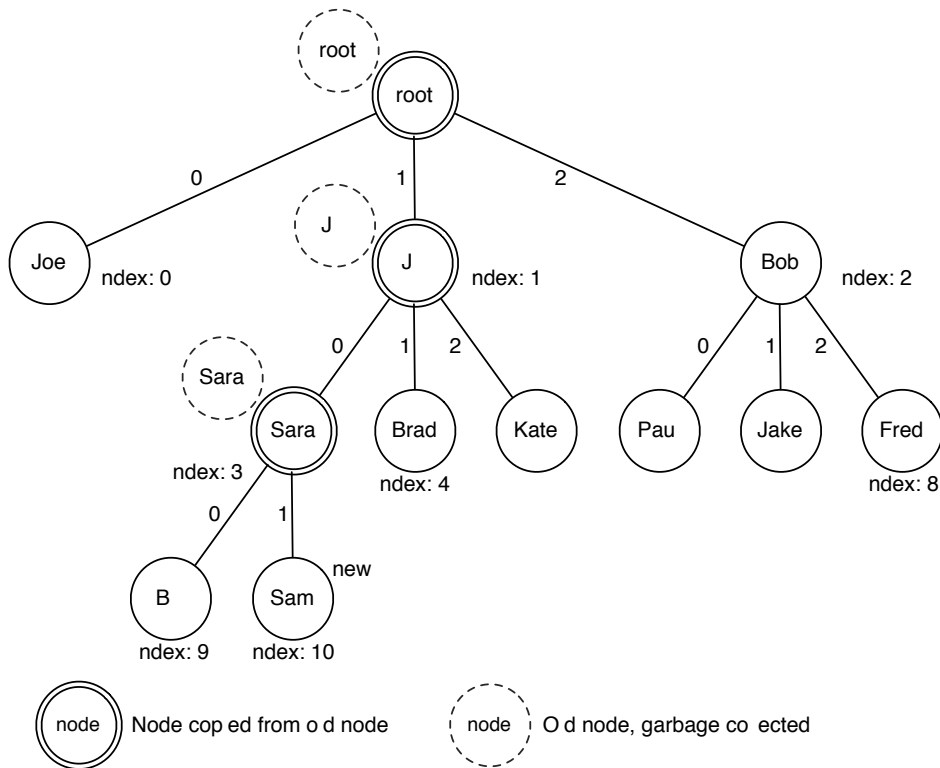 root
root
0
1
2
J
Joe
J
Bob
ndex: 0
ndex: 1
ndex: 2
0
1
2
0
1
2
Sara
Sara
Brad
Kate
Pau
Jake
Fred
ndex: 3
ndex: 4
ndex: 8
0
1
new
B
Sam
ndex: 9
ndex: 10
node
Node cop ed from o d node
node
O d node, garbage co ected